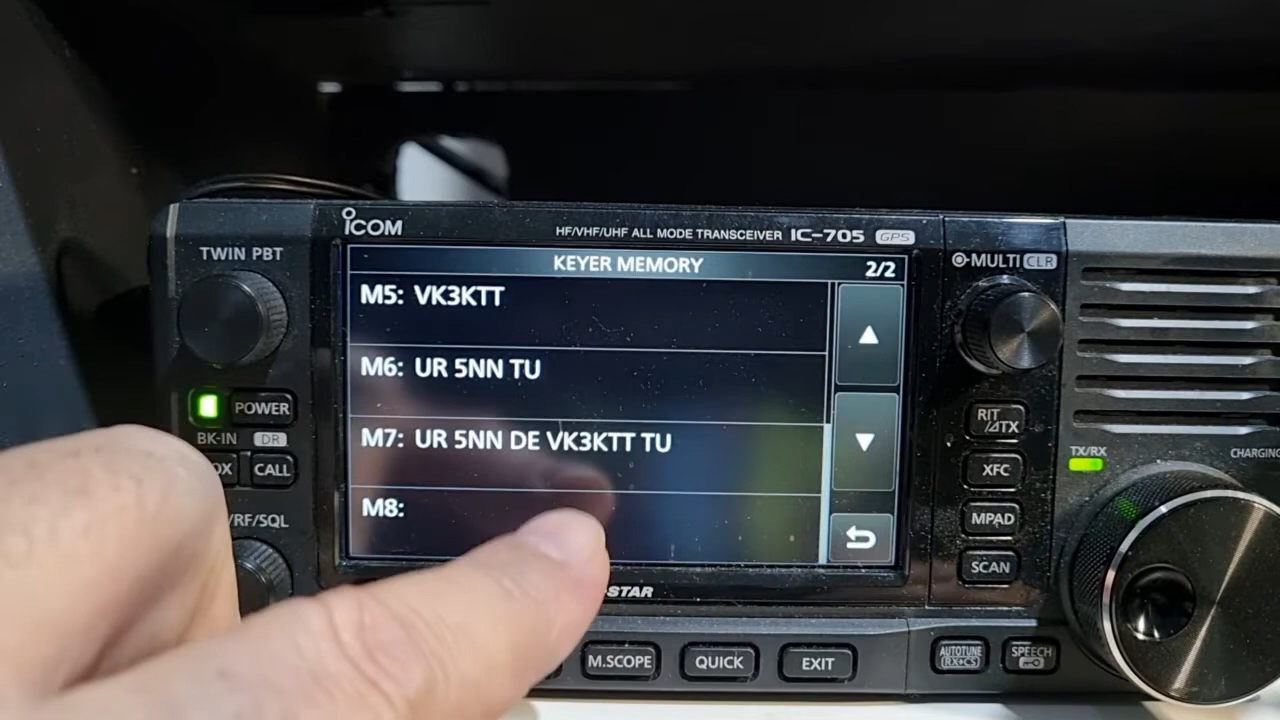 ICOM
HF/VHF/UHF ALL MODE TRANSCEIVER IC-705 GPS
TWIN PBT
KEYER MEMORY 2/2
MULTI CLR
M5: VK3KTT
M6: UR 5NN TU
M7: UR 5NN DE VK3KTT TU
M8:
POWER
BK-IN DR
CALL
/RF/SQL
RIT
/⊿TX
XFC
MPAD
SCAN
TX/RX
CHARGING
M.SCOPE
QUICK
EXIT
AUTOTUNE
RX→CS
SPEECH